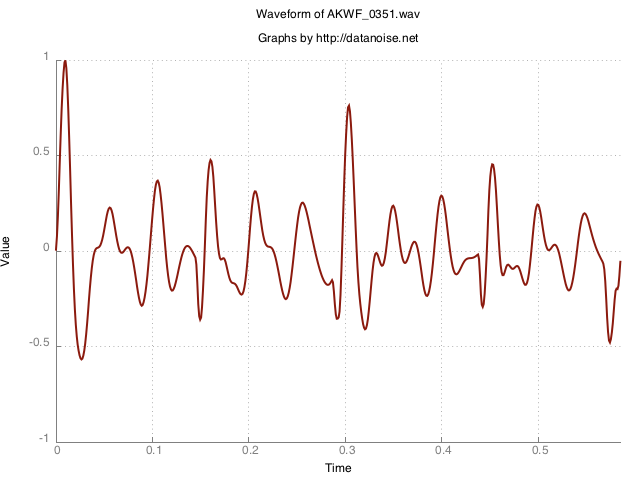 Waveform of AKWF_0351.wav
Graphs by http://datanoise.net
1
0.5
0
-0.5
-1
Value
0 0.1 0.2 0.3 0.4 0.5
Time